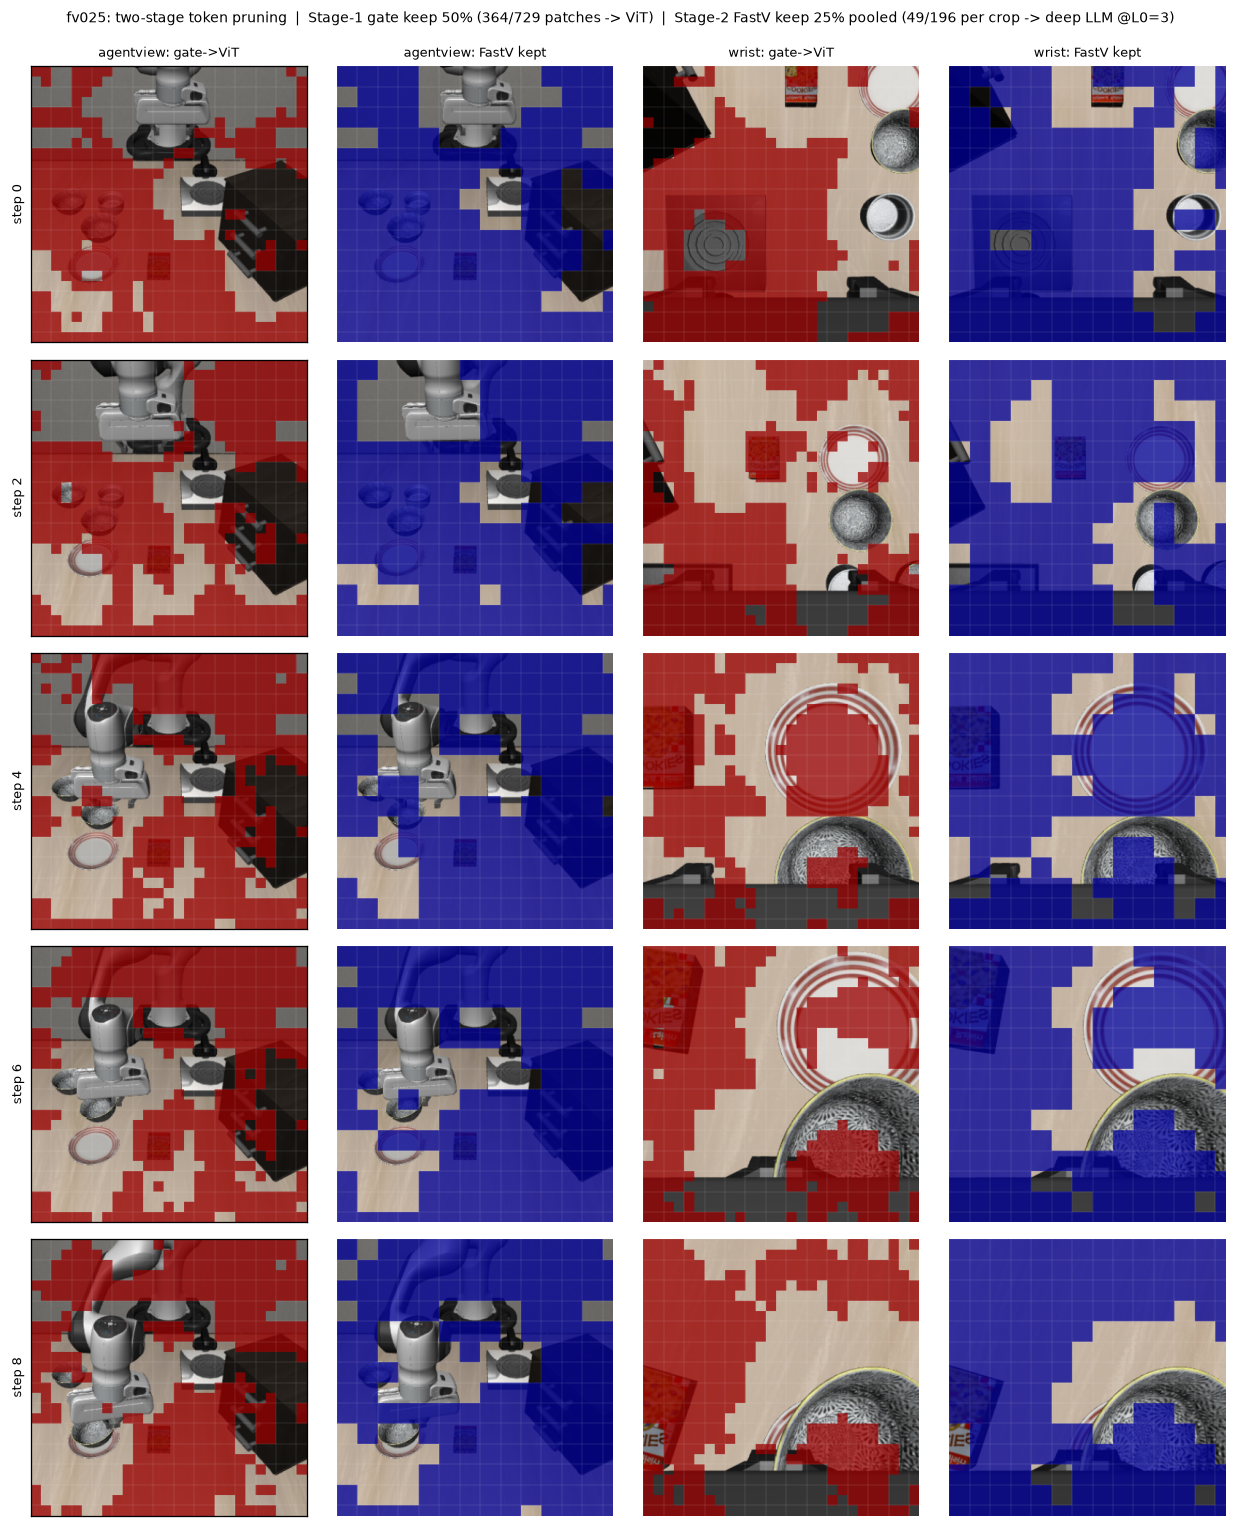 fv025: two-stage token pruning | Stage-1 gate keep 50% (364/729 patches -> ViT) | Stage-2 FastV keep 25% pooled (49/196 per crop -> deep LLM @L0=3)
agentview: gate->ViT
agentview: FastV kept
wrist: gate->ViT
wrist: FastV kept
step 0
step 2
step 4
step 6
step 8